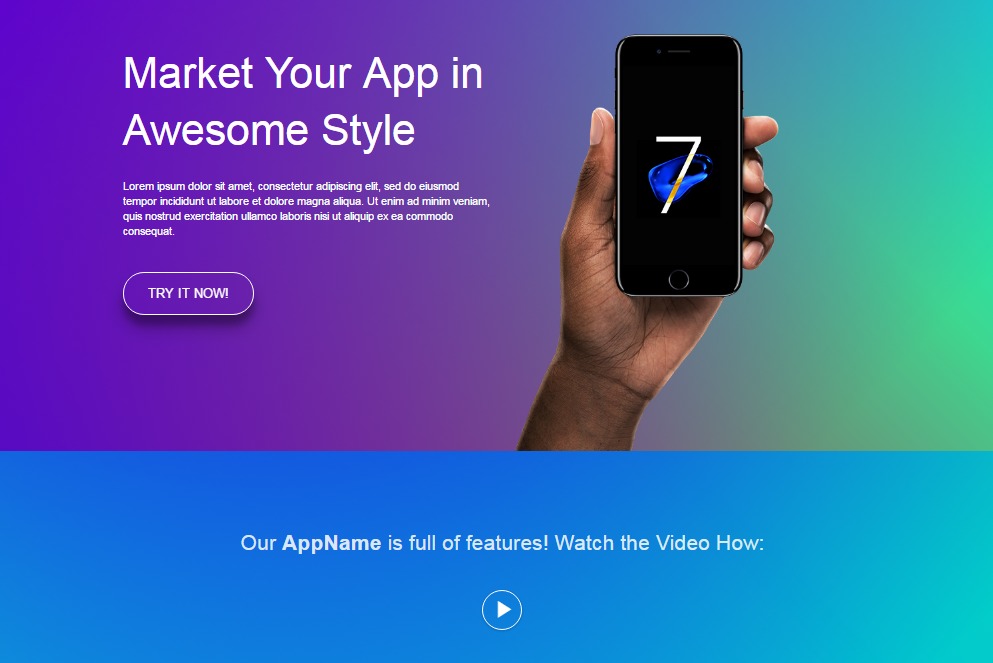 Market Your App in
Awesome Style
Lorem ipsum dolor sit amet, consectetur adipiscing elit, sed do eiusmod
tempor incididunt ut labore et dolore magna aliqua. Ut enim ad minim veniam,
quis nostrud exercitation ullamco laboris nisi ut aliquip ex ea commodo
consequat.
TRY IT NOW!
7
Our AppName is full of features! Watch the Video How: